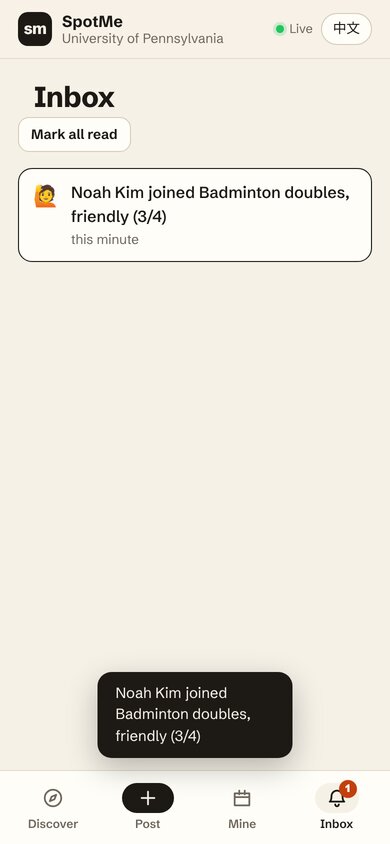 sm
SpotMe
University of Pennsylvania
Live
中文
Inbox
Mark all read
Noah Kim joined Badminton doubles,
friendly (3/4)
this minute
Noah Kim joined
Badminton doubles,
friendly (3/4)
1
Discover
Post
Mine
Inbox